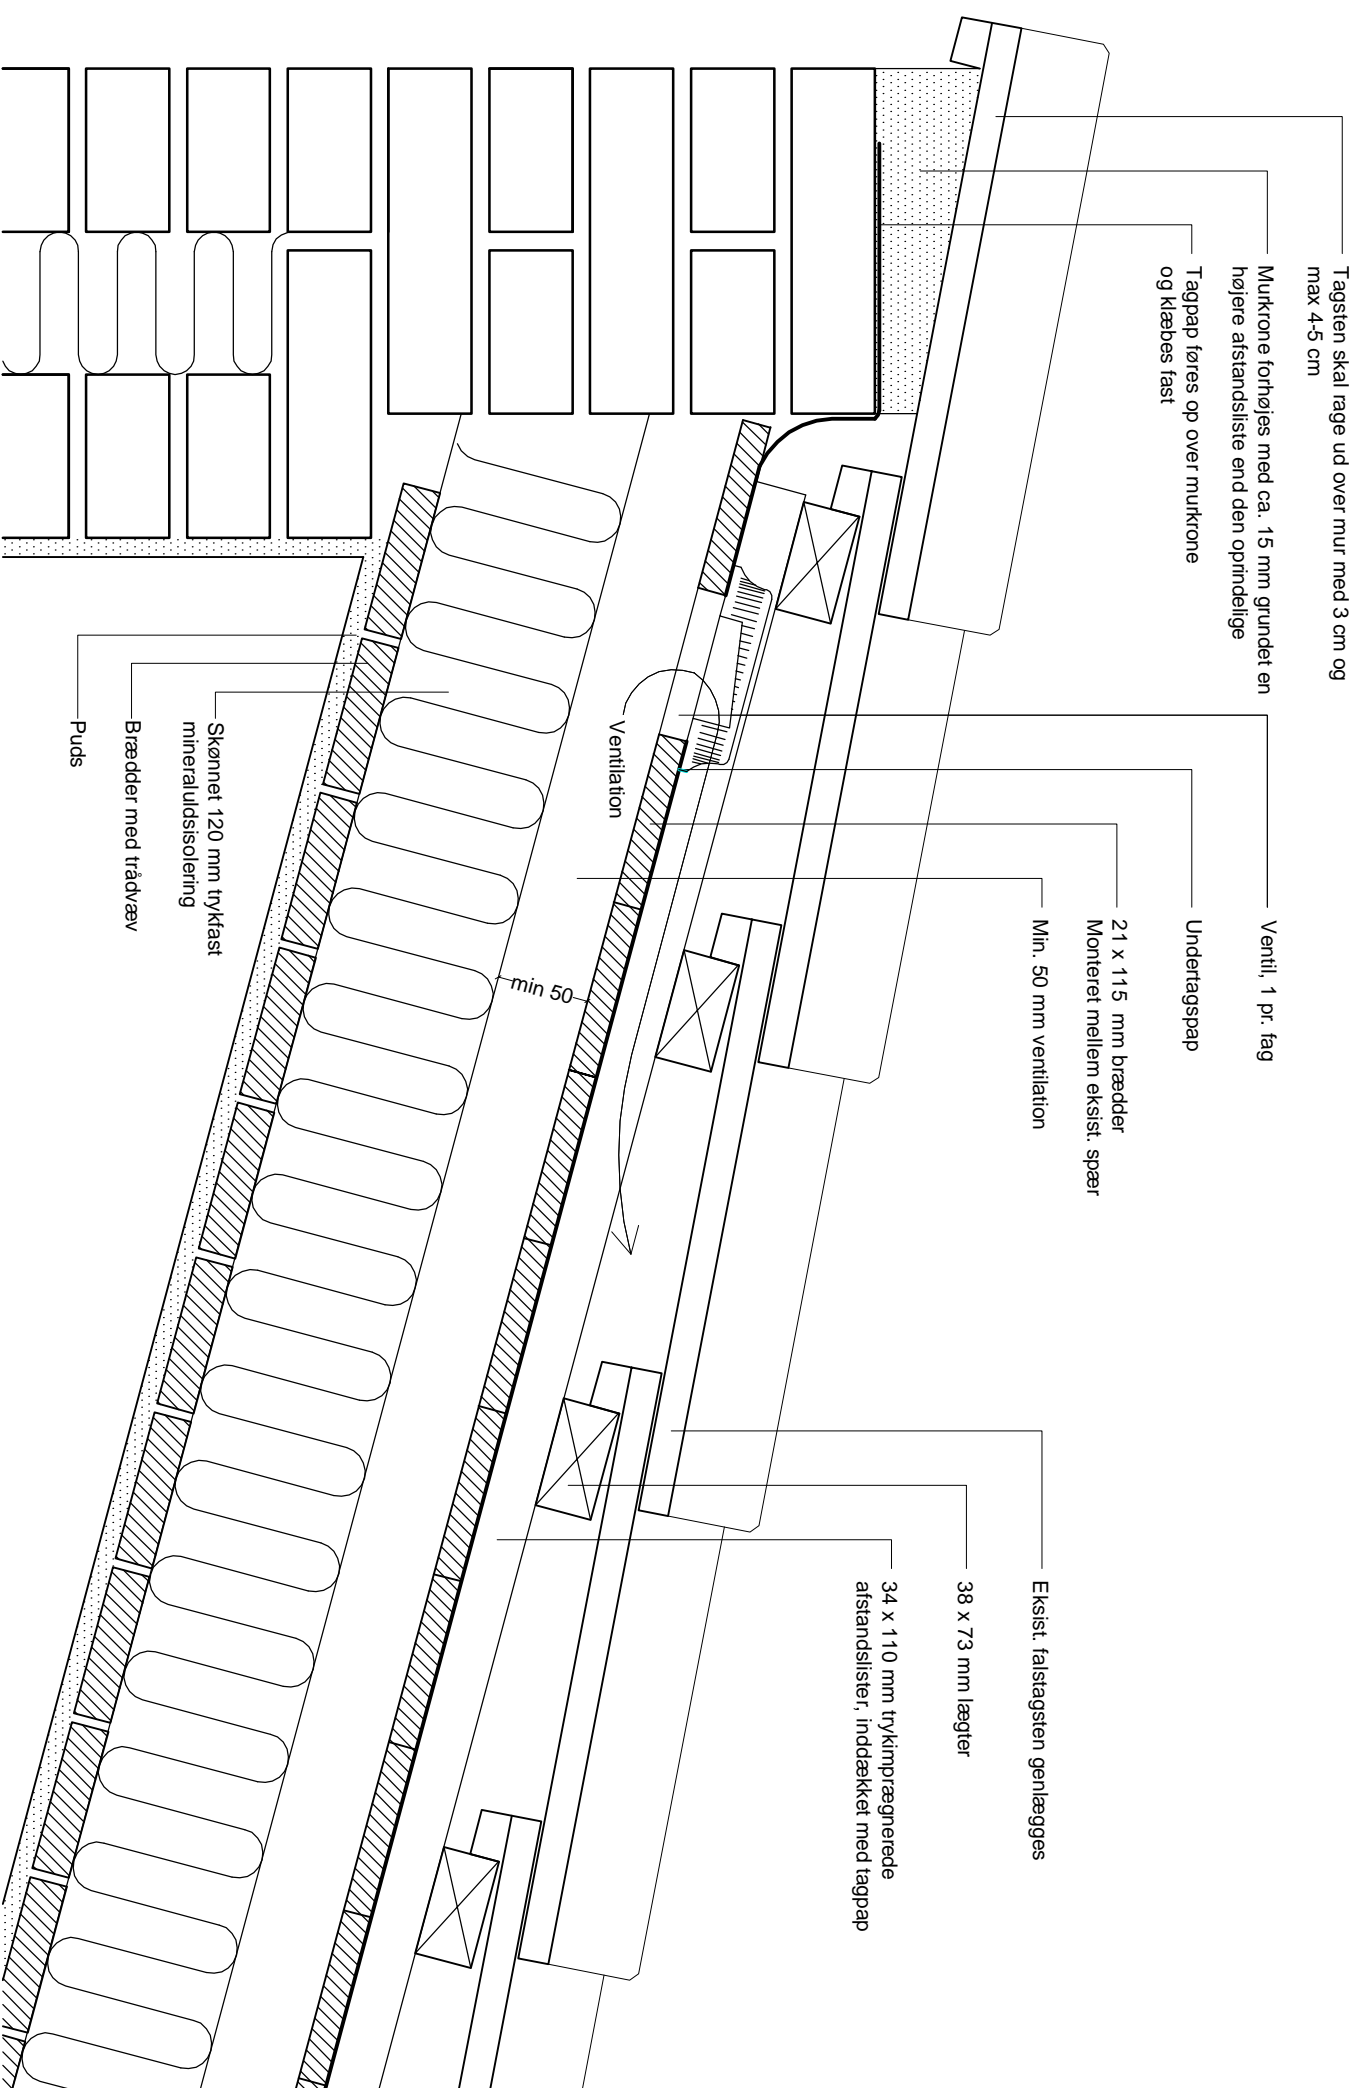 Tagsten skal rage ud over mur med 3 cm og
max 4-5 cm
Murkrone forhøjes med ca. 15 mm grundet en
højere afstandsliste end den oprindelige
Tagpap føres op over murkrone
og klæbes fast
Ventil, 1 pr. fag
Undertagspap
21 x 115 mm brædder
Monteret mellem eksist. spær
Min. 50 mm ventilation
Eksist. falstagsten genlægges
38 x 73 mm lægter
34 x 110 mm trykimprægnerede
afstandslister, inddækket med tagpap
Ventilation
min 50
Skønnet 120 mm trykfast
mineraluldsisolering
Brædder med trådvæv
Puds